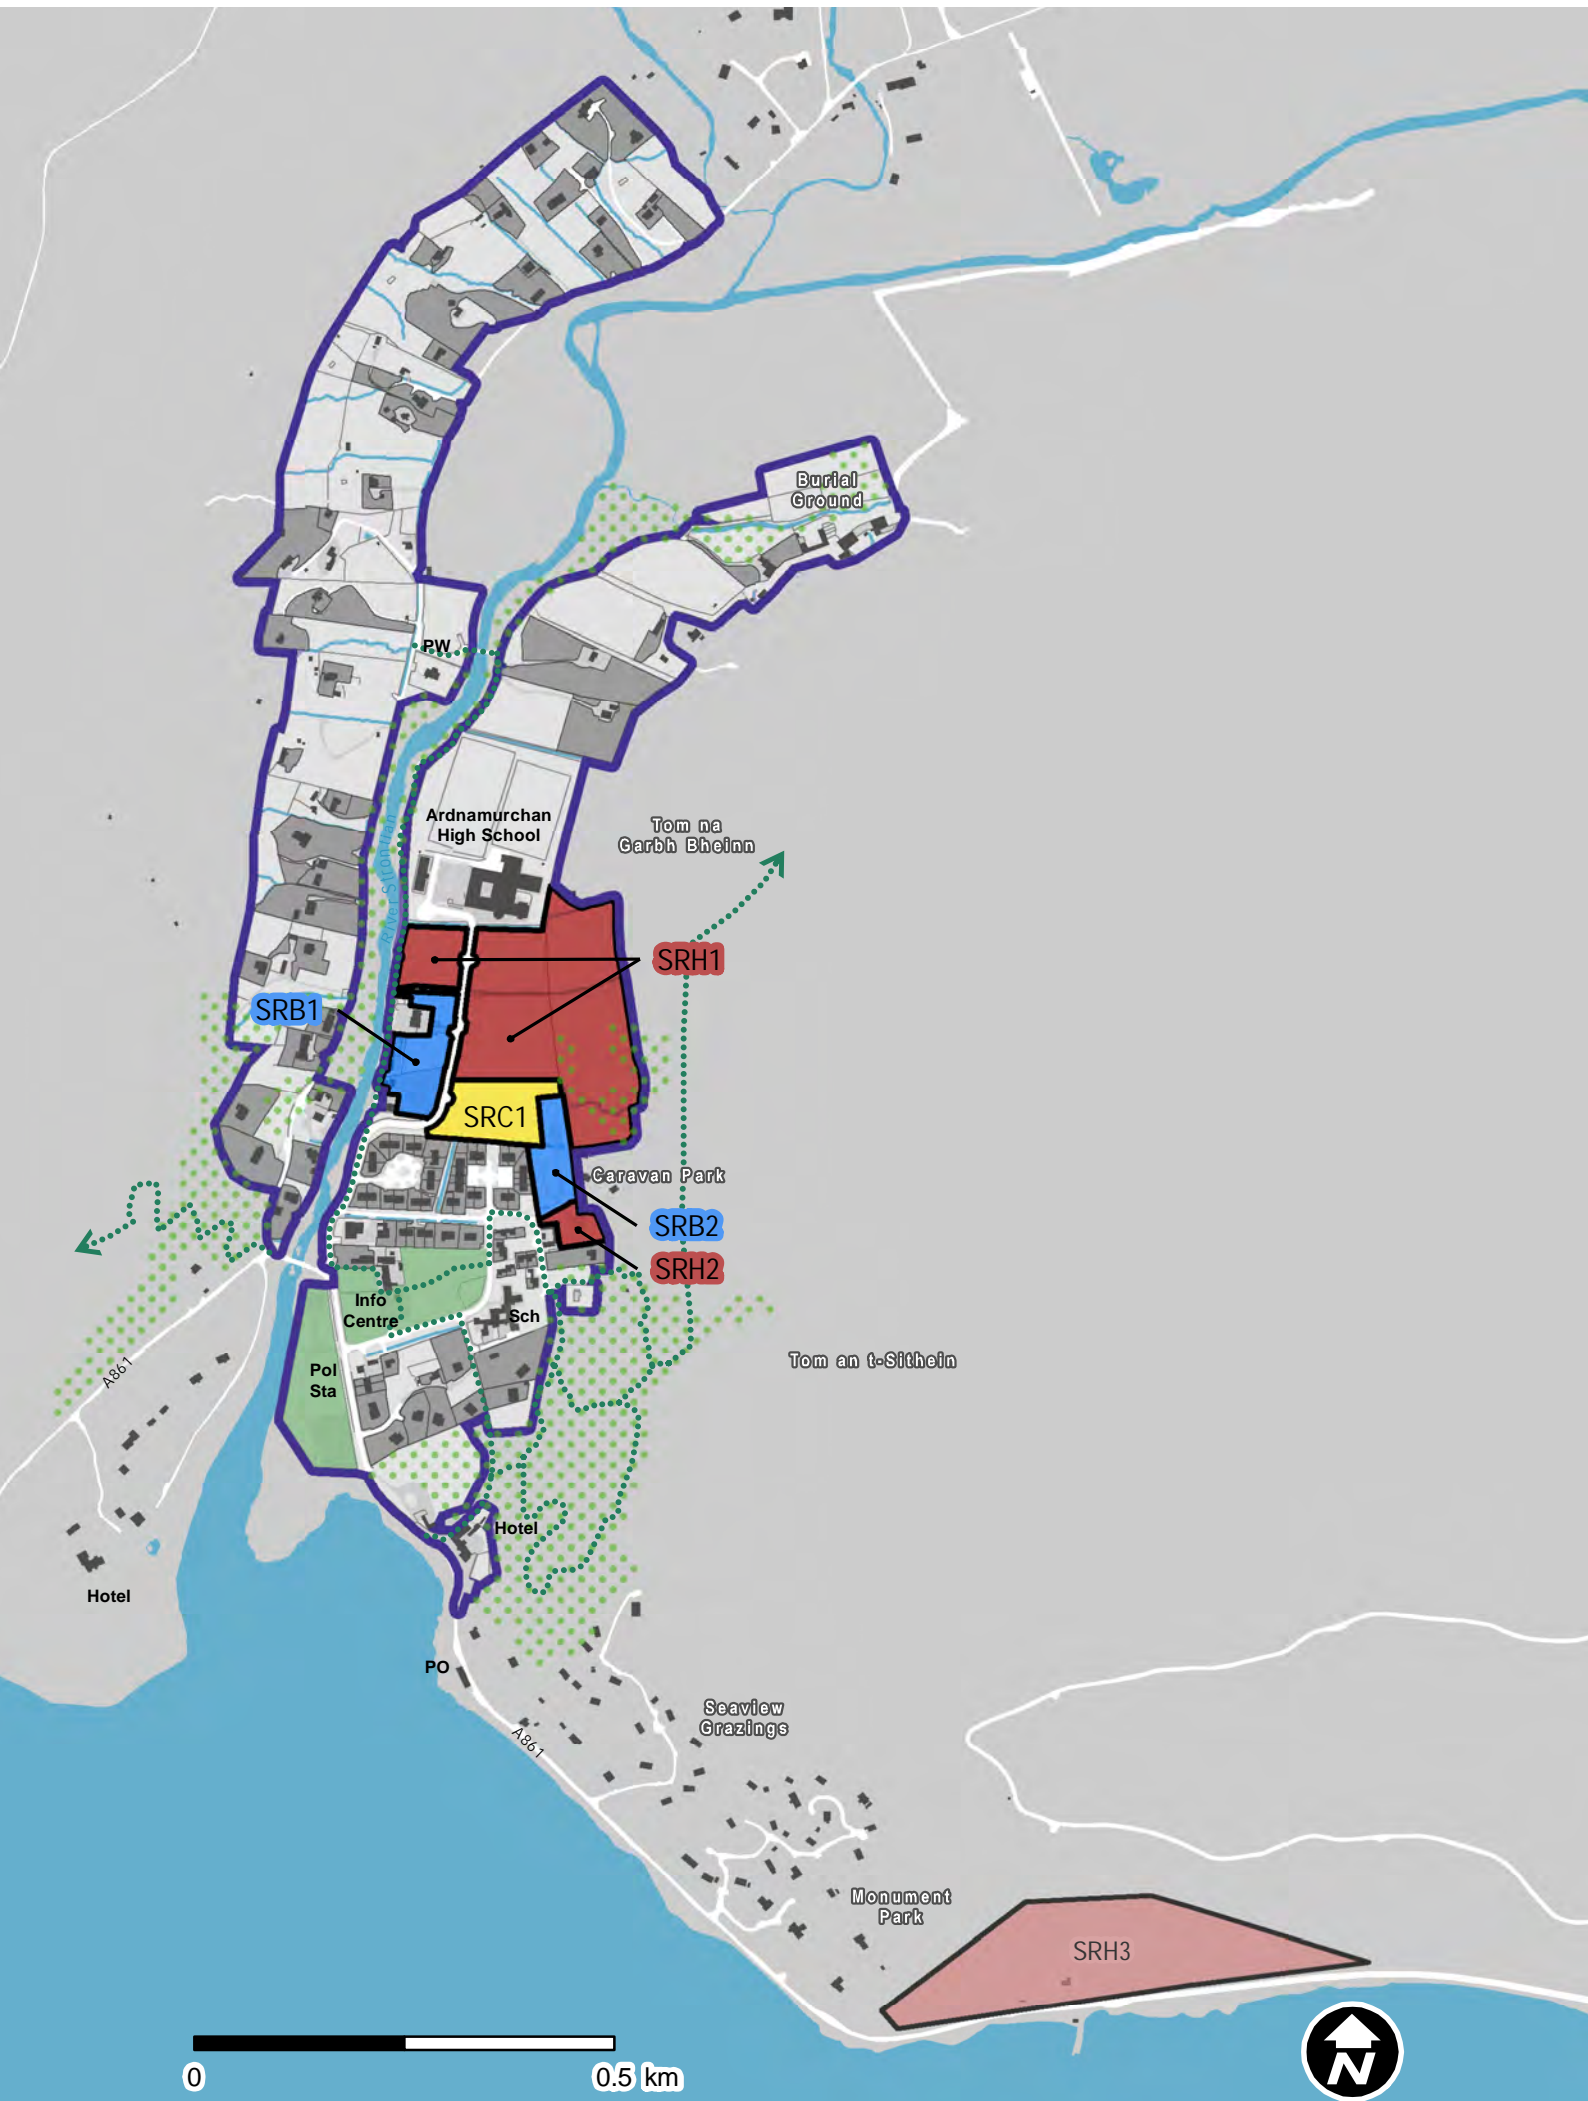 Burial
Ground
PW
Ardnamurchan
High School
Tom na
Garbh Bheinn
River Strontian
SRH1
SRB1
SRC1
Caravan Park
SRB2
SRH2
Info
Centre
Sch
Tom an t-Sithein
A861
Pol
Sta
Hotel
Hotel
PO
Seaview
Grazings
A861
Monument
Park
SRH3
0
0.5 km
N